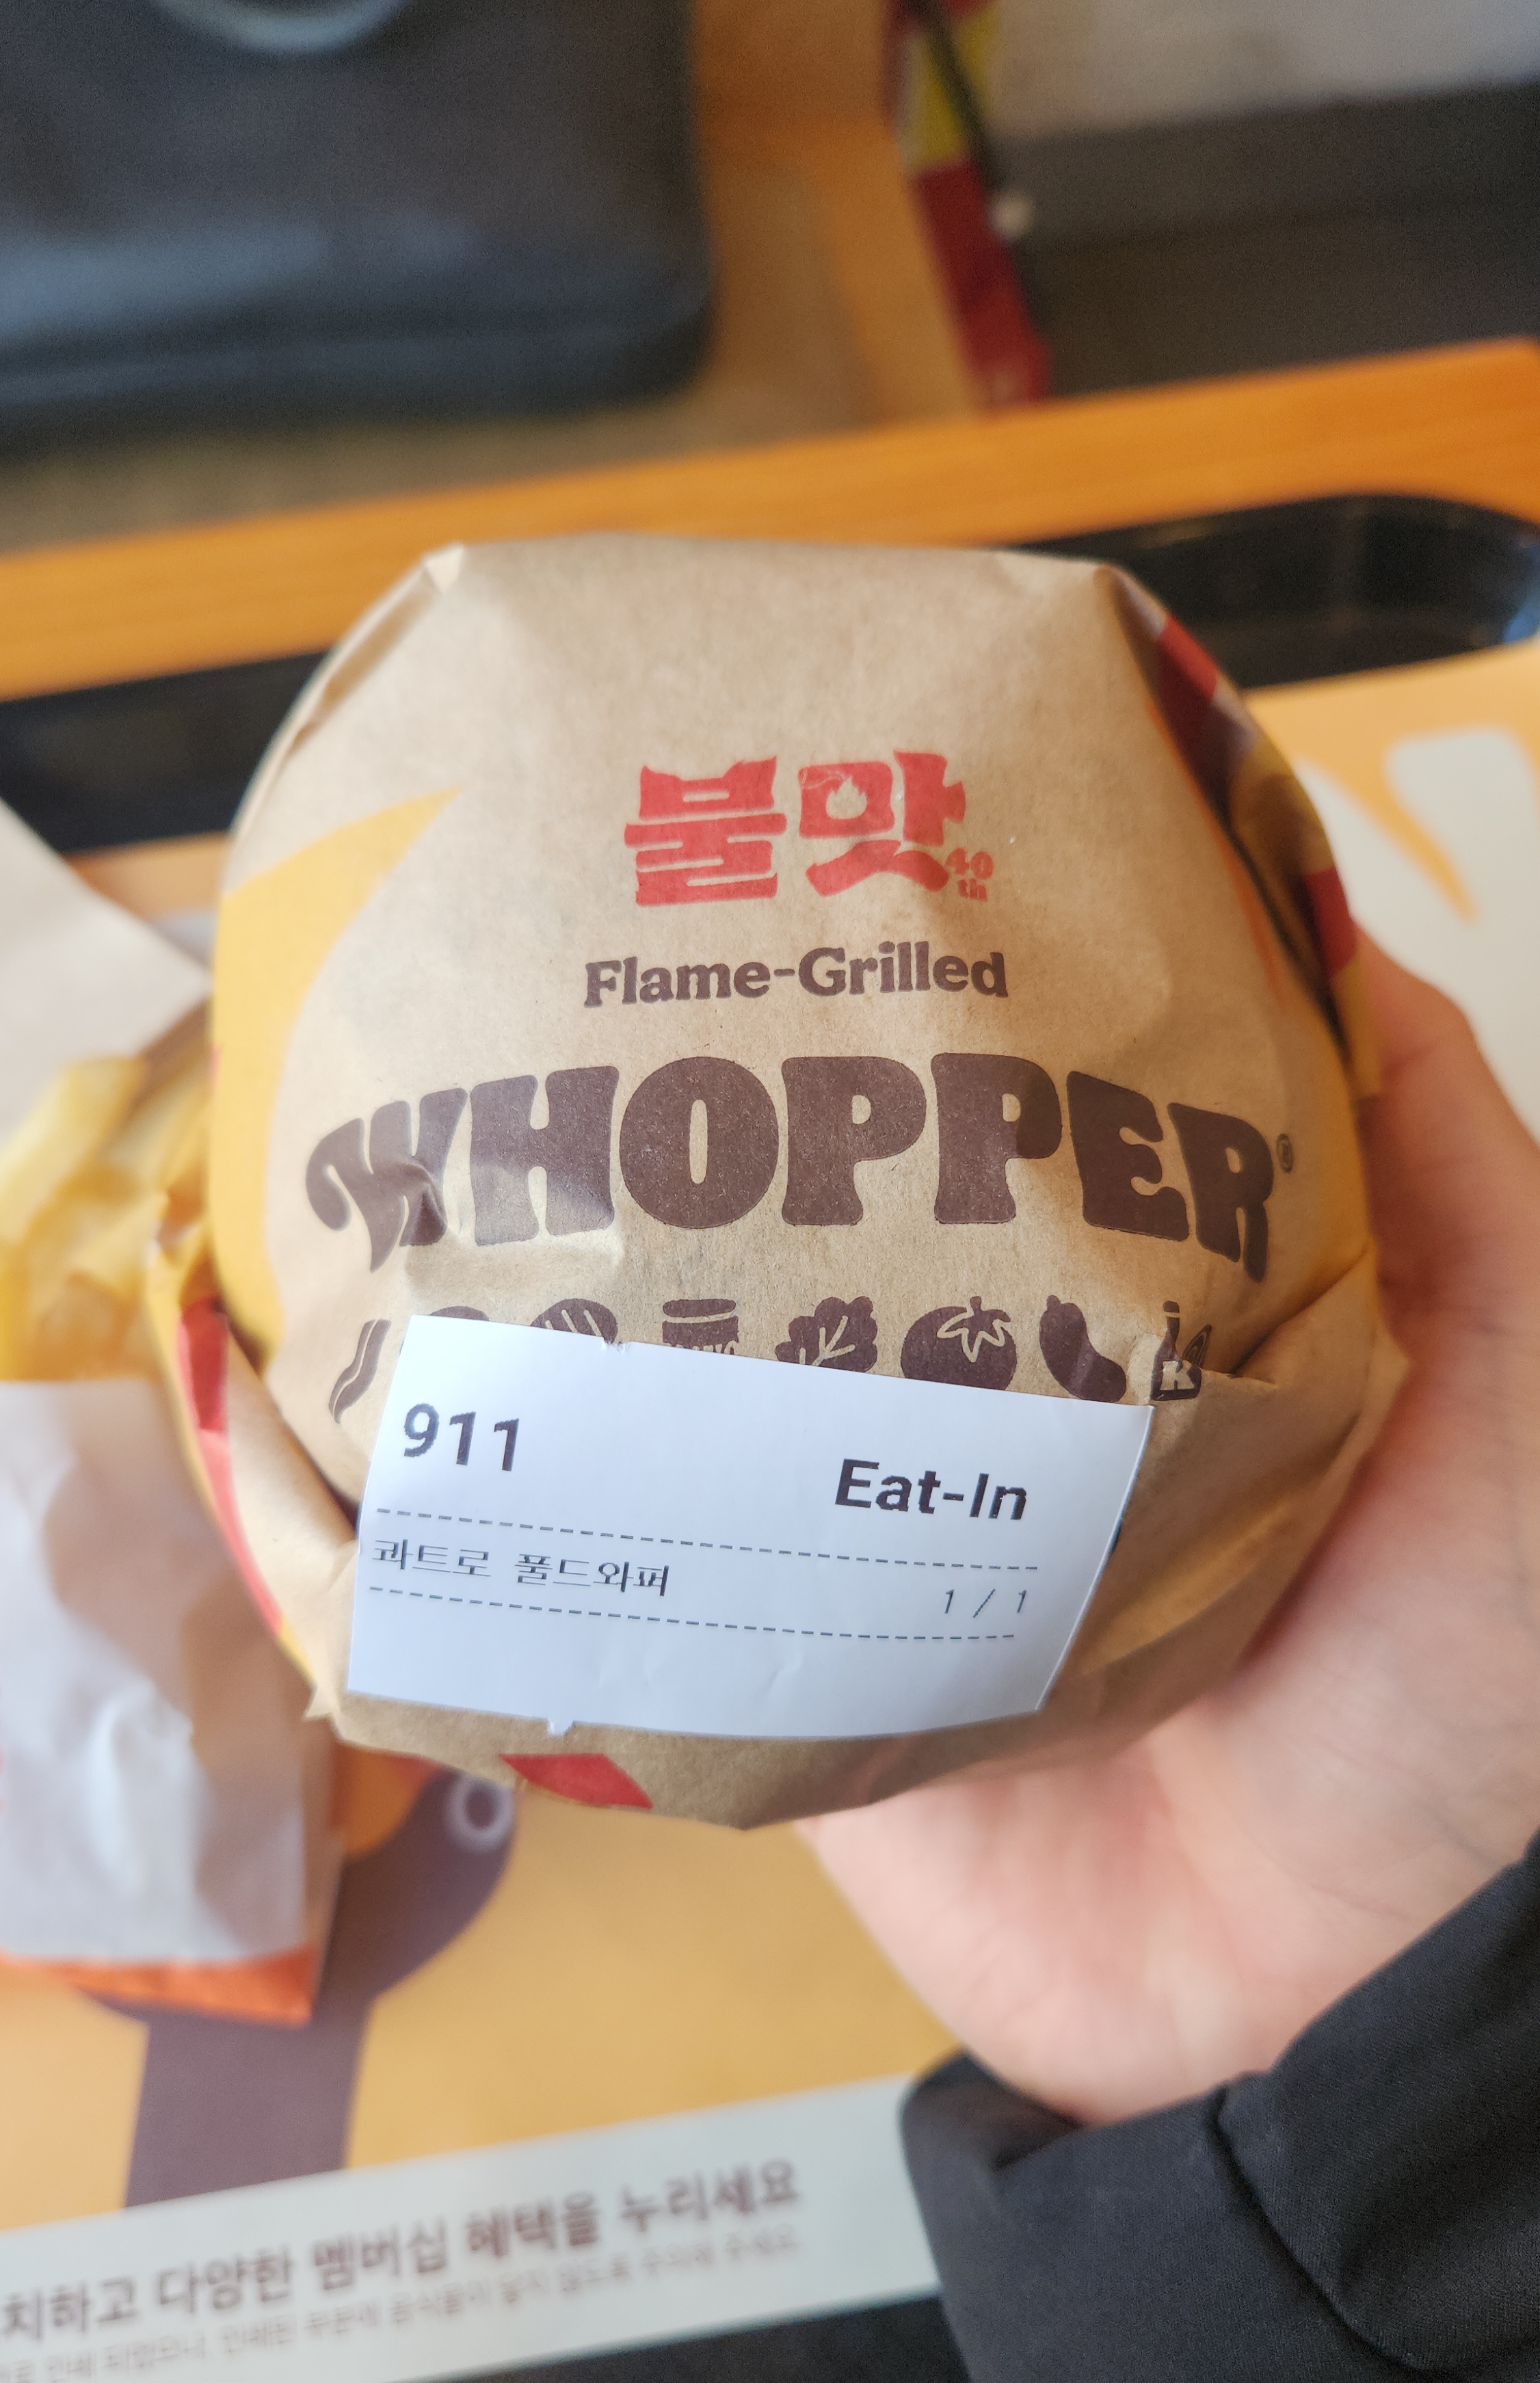 불맛 40th
Flame-Grilled
WHOPPER®
K
911
Eat-In
콰트로 풀드와퍼
1 / 1
치하고 다양한 멤버십 혜택을 누리세요